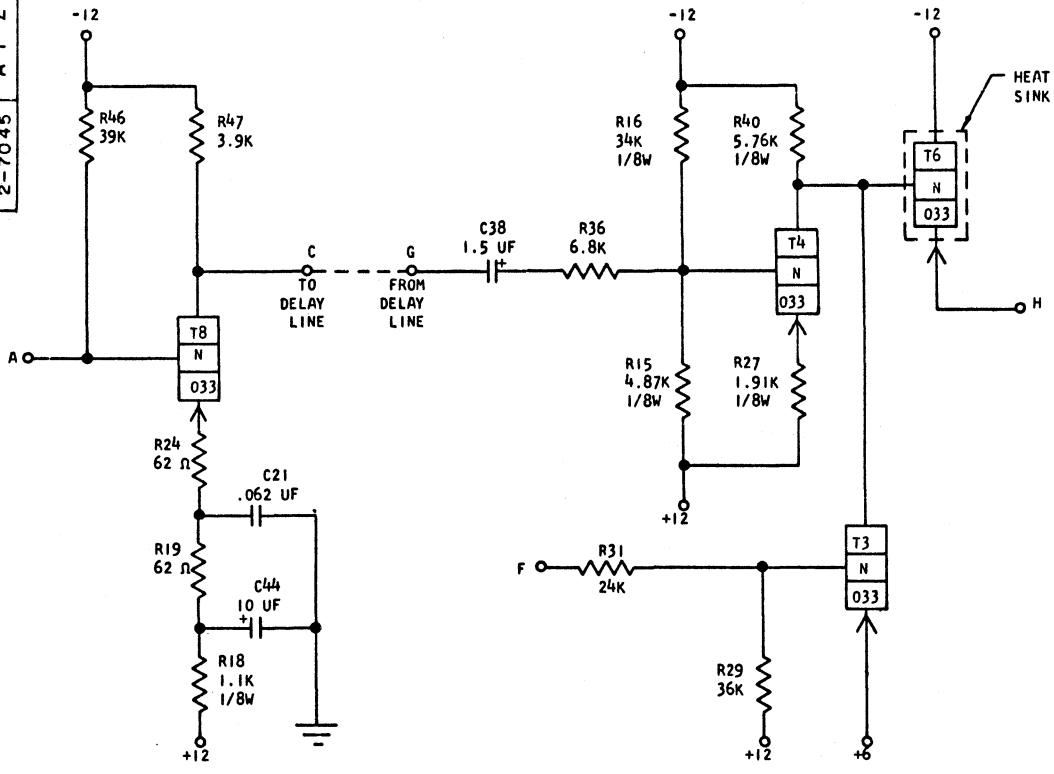 2-7045
-12
R46
39K
R47
3.9K
C
TO
DELAY
LINE
G
FROM
DELAY
LINE
A
T8
N
033
R24
62 Ω
C21
.062 UF
R19
62 Ω
C44
10 UF
+
R18
1.1K
1/8W
+12
C38
1.5 UF
+
R36
6.8K
-12
R16
34K
1/8W
R40
5.76K
1/8W
T4
N
033
R15
4.87K
1/8W
R27
1.91K
1/8W
+12
-12
HEAT
SINK
T6
N
033
H
F
R31
24K
T3
N
033
R29
36K
+12
+6